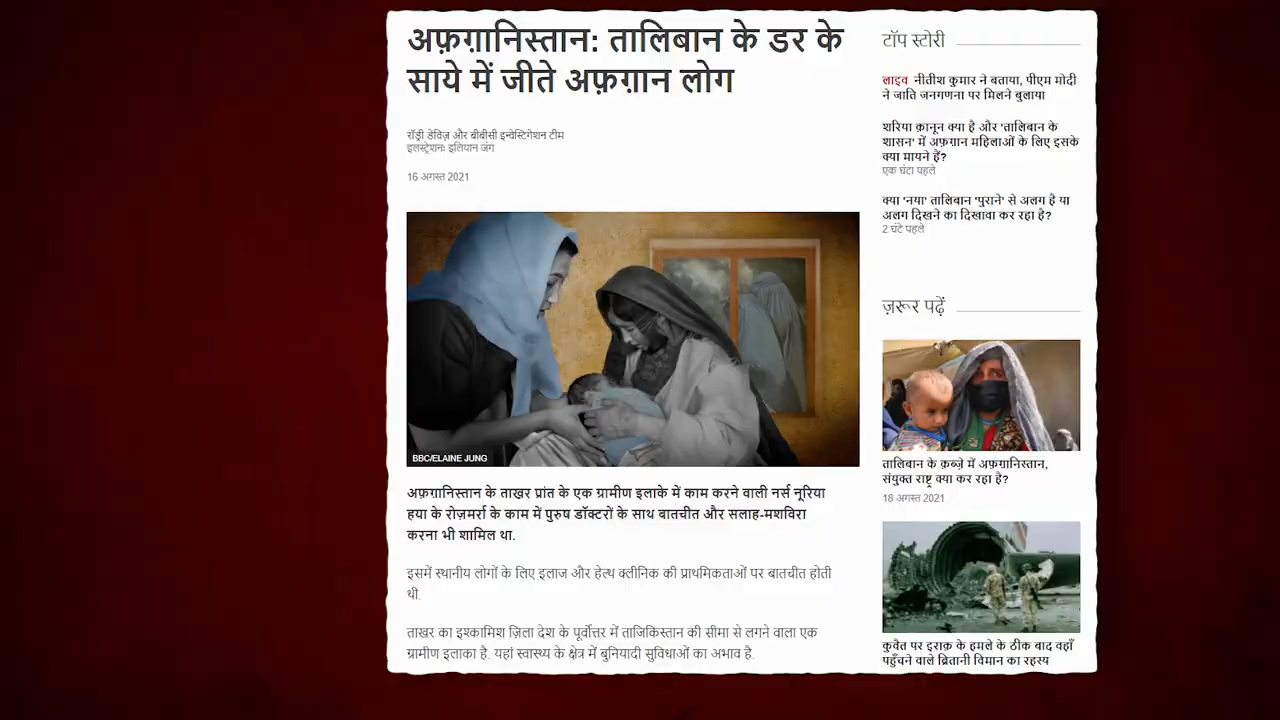 अफ़ग़ानिस्तान: तालिबान के डर के
साये में जीते अफ़ग़ान लोग
रॉड्री डेविज़ और बीबीसी इन्वेस्टिगेशन टीम
इलस्ट्रेशनः इलियान जंग
16 अगस्त 2021
BBC/ELAINE JUNG
अफ़ग़ानिस्तान के ताख़र प्रांत के एक ग्रामीण इलाके में काम करने वाली नर्स नूरिया
हया के रोज़मर्रा के काम में पुरुष डॉक्टरों के साथ बातचीत और सलाह-मशविरा
करना भी शामिल था.
इसमें स्थानीय लोगों के लिए इलाज और हेल्थ क्लीनिक की प्राथमिकताओं पर बातचीत होती
थी.
ताख़र का इश्कामिश ज़िला देश के पूर्वोत्तर में ताजिकिस्तान की सीमा से लगने वाला एक
ग्रामीण इलाका है. यहां स्वास्थ्य के क्षेत्र में बुनियादी सुविधाओं का अभाव है.
टॉप स्टोरी
लाइव नीतीश कुमार ने बताया, पीएम मोदी
ने जाति जनगणना पर मिलने बुलाया
शरिया क़ानून क्या है और 'तालिबान के
शासन' में अफ़ग़ान महिलाओं के लिए इसके
क्या मायने हैं?
एक घंटा पहले
क्या 'नया' तालिबान 'पुराने' से अलग है या
अलग दिखने का दिखावा कर रहा है?
2 घंटे पहले
ज़रूर पढ़ें
तालिबान के क़ब्ज़े में अफ़ग़ानिस्तान,
संयुक्त राष्ट्र क्या कर रहा है?
18 अगस्त 2021
कुवैत पर इराक़ के हमले के ठीक बाद वहाँ
पहुँचने वाले ब्रितानी विमान का रहस्य